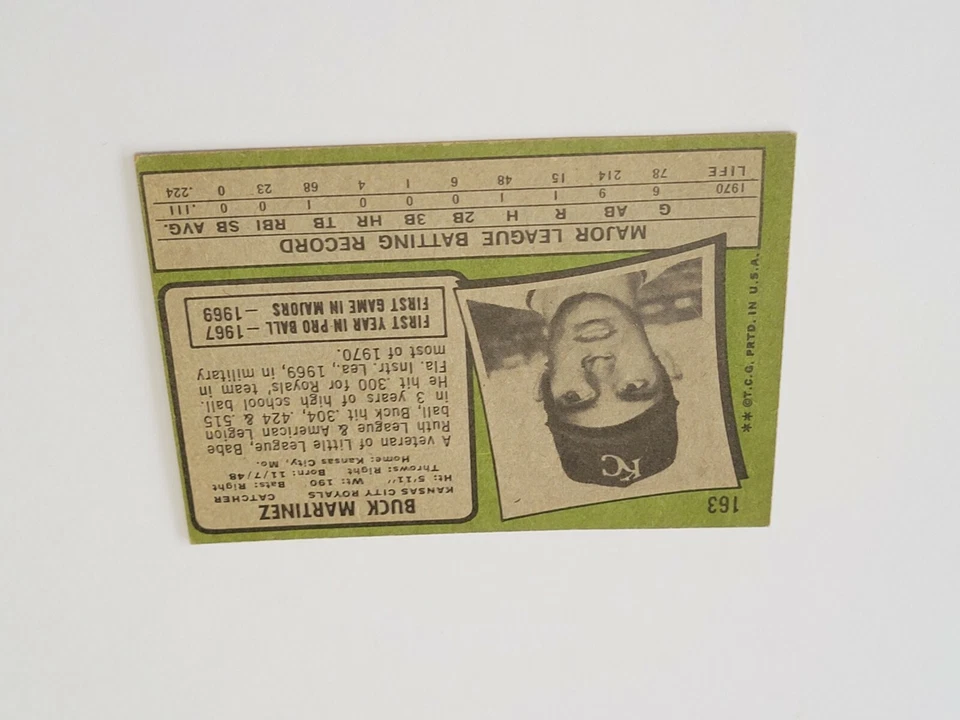 163
BUCK MARTINEZ
KANSAS CITY ROYALS CATCHER
Ht: 5'11" Wt: 190 Bats: Right
Throws: Right Born: 11/7/48
Home: Kansas City, Mo.
A veteran of Little League, Babe
Ruth League & American Legion
ball, Buck hit .304, .424 & .515
in 3 years of high school ball.
He hit .300 for Royals' team in
Fla. Instr. Lea., 1969, in military
most of 1970.
FIRST YEAR IN PRO BALL — 1967
FIRST GAME IN MAJORS — 1969
KC
**©T.C.G. PRTD. IN U.S.A.
MAJOR LEAGUE BATTING RECORD
G AB R H 2B 3B HR TB RBI SB AVG.
1970 6 9 1 1 0 0 0 1 0 0 .111
LIFE 78 214 15 48 6 1 4 68 23 0 .224